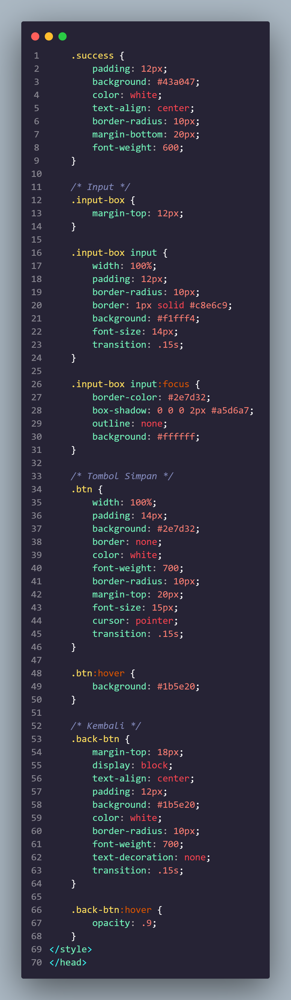 1 .success {
2 padding: 12px;
3 background: #43a047;
4 color: white;
5 text-align: center;
6 border-radius: 10px;
7 margin-bottom: 20px;
8 font-weight: 600;
9 }
10
11 /* Input */
12 .input-box {
13 margin-top: 12px;
14 }
15
16 .input-box input {
17 width: 100%;
18 padding: 12px;
19 border-radius: 10px;
20 border: 1px solid #c8e6c9;
21 background: #f1fff4;
22 font-size: 14px;
23 transition: .15s;
24 }
25
26 .input-box input:focus {
27 border-color: #2e7d32;
28 box-shadow: 0 0 0 2px #a5d6a7;
29 outline: none;
30 background: #ffffff;
31 }
32
33 /* Tombol Simpan */
34 .btn {
35 width: 100%;
36 padding: 14px;
37 background: #2e7d32;
38 border: none;
39 color: white;
40 font-weight: 700;
41 border-radius: 10px;
42 margin-top: 20px;
43 font-size: 15px;
44 cursor: pointer;
45 transition: .15s;
46 }
47
48 .btn:hover {
49 background: #1b5e20;
50 }
51
52 /* Kembali */
53 .back-btn {
54 margin-top: 18px;
55 display: block;
56 text-align: center;
57 padding: 12px;
58 background: #1b5e20;
59 color: white;
60 border-radius: 10px;
61 font-weight: 700;
62 text-decoration: none;
63 transition: .15s;
64 }
65
66 .back-btn:hover {
67 opacity: .9;
68 }
69 </style>
70 </head>